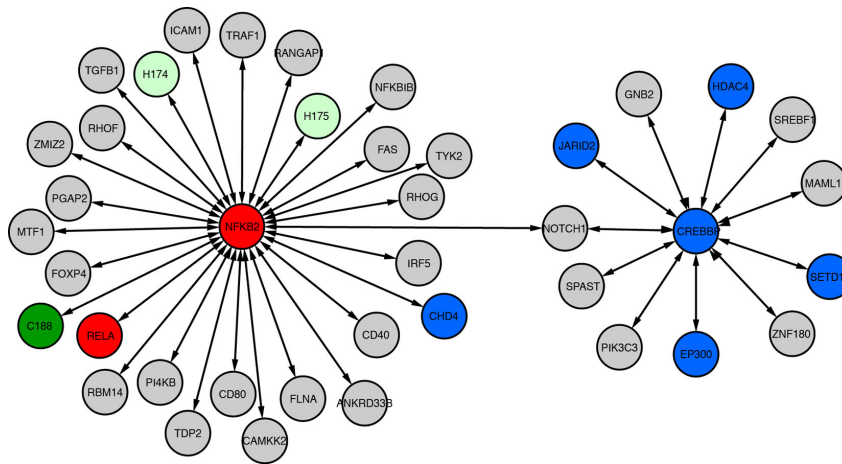 ICAM1
TRAF1
RANGAP1
TGFB1
H174
NFKBIB
H175
RHOF
ZMIZ2
FAS
TYK2
PGAP2
RHOG
MTF1
NFKB2
FOXP4
IRF5
C188
RELA
CHD4
CD40
RBM14
PI4KB
CD80
FLNA
ANKRD33B
TDP2
CAMKK2
GNB2
HDAC4
SREBF1
JARID2
MAML1
NOTCH1
CREBBP
SPAST
SETD1
PIK3C3
EP300
ZNF180